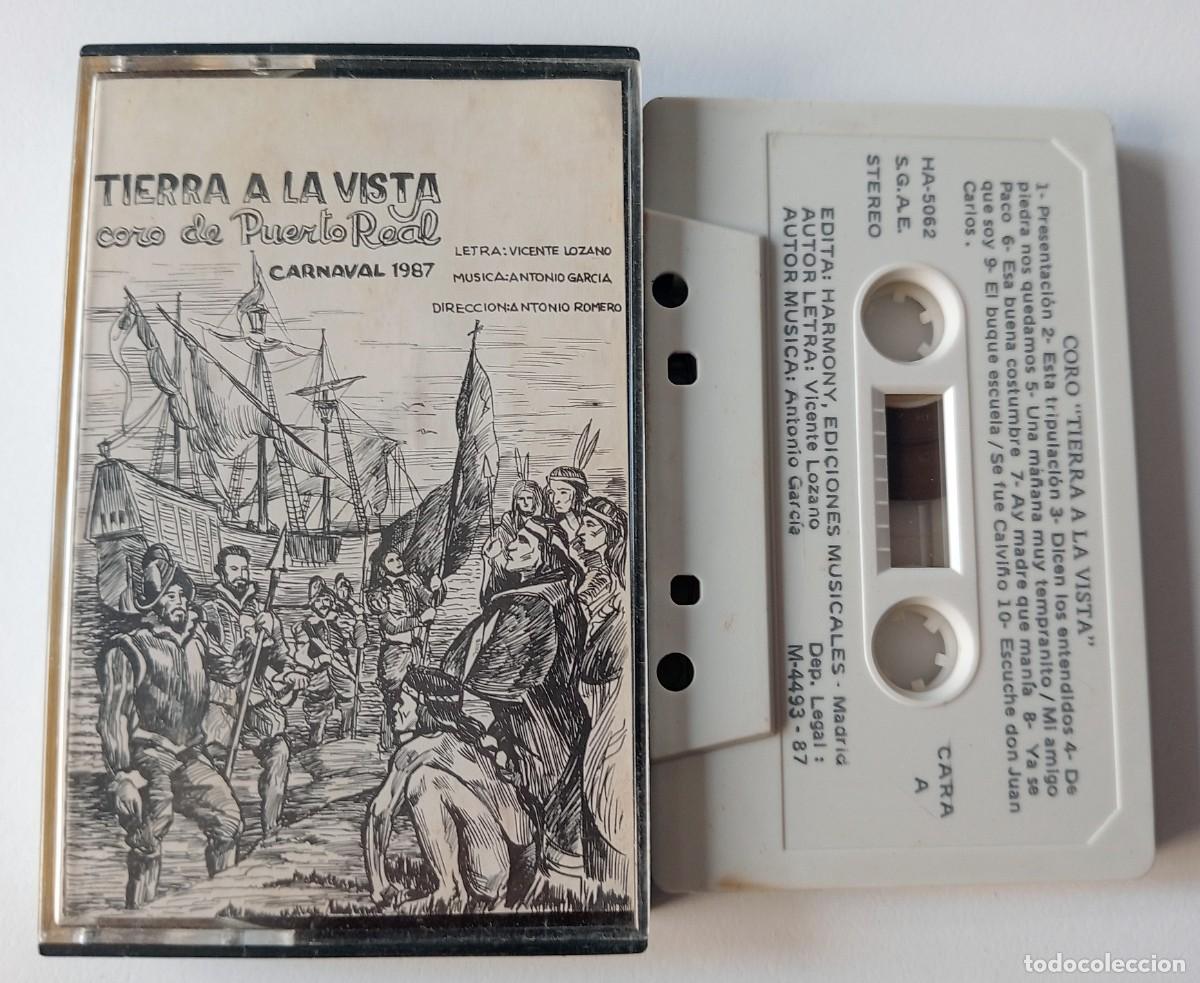 TIERRA A LA VISTA
coro de Puerto Real
CARNAVAL 1987
LETRA: VICENTE LOZANO
MUSICA: ANTONIO GARCIA
DIRECCION: ANTONIO ROMERO
CORO "TIERRA A LA VISTA"
1- Presentación 2- Esta tripulación 3- Dicen los entendidos 4- De
piedra nos quedamos 5- Una mañana muy tempranito / Mi amigo
Paco 6- Esa buena costumbre 7- Ay madre que manía 8- Ya se
que soy 9- El buque escuela / Se fue Calviño 10- Escuche don Juan
Carlos .
HA-5062
S.G.A.E.
STEREO
CARA
A
EDITA: HARMONY, EDICIONES MUSICALES - Madrid
AUTOR LETRA: Vicente Lozano Dep. Legal :
AUTOR MUSICA: Antonio García M-4493 - 87
todocoleccion